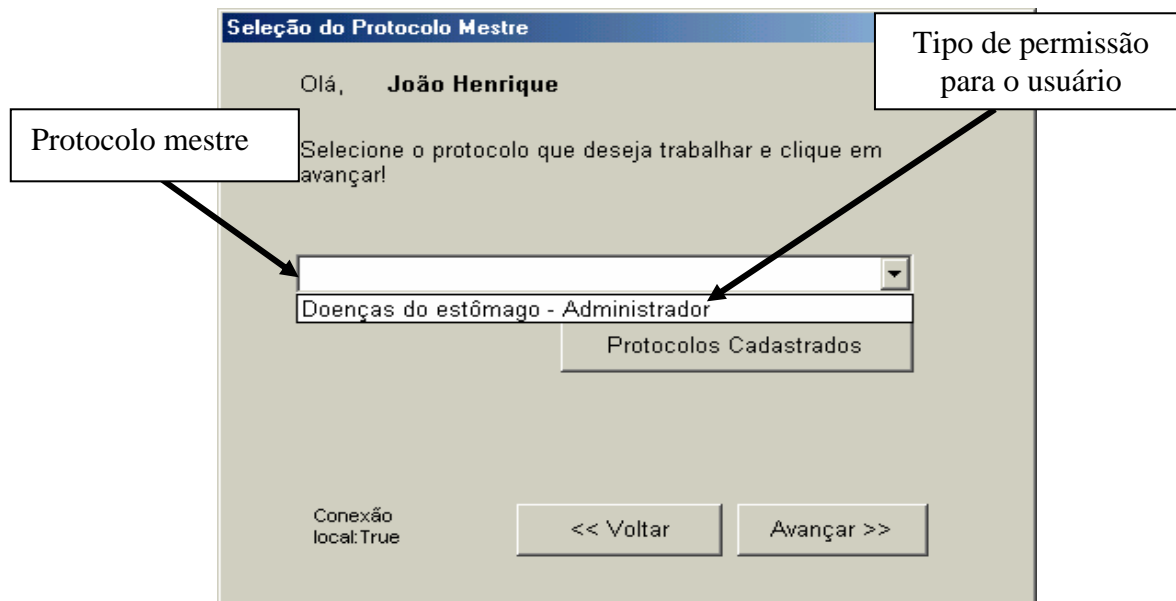 Seleção do Protocolo Mestre
Tipo de permissão
para o usuário
Olá, João Henrique
Protocolo mestre
Selecione o protocolo que deseja trabalhar e clique em
avançar!
Doenças do estômago - Administrador
Protocolos Cadastrados
Conexão
local:True
<< Voltar
Avançar >>